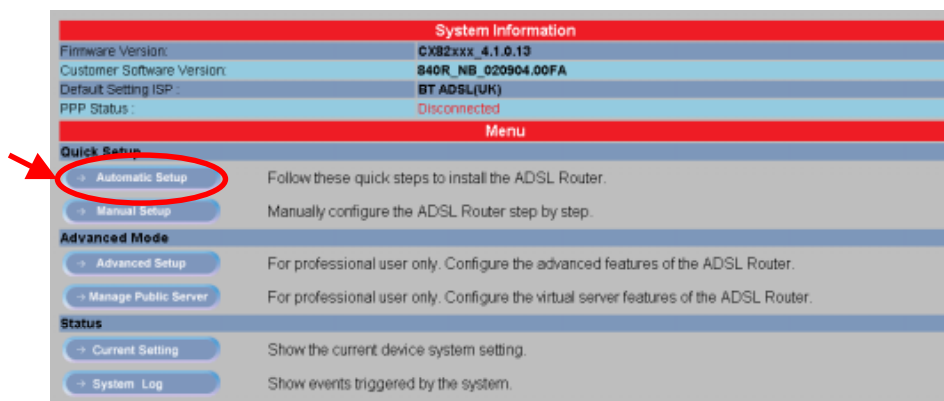 System Information
Firmware Version: CX82xxx_4.1.0.13
Customer Software Version: 840R_NB_020904.00FA
Default Setting ISP : BT ADSL(UK)
PPP Status : Disconnected
Menu
Quick Setup
→ Automatic Setup Follow these quick steps to install the ADSL Router.
→ Manual Setup Manually configure the ADSL Router step by step.
Advanced Mode
→ Advanced Setup For professional user only. Configure the advanced features of the ADSL Router.
→ Manage Public Server For professional user only. Configure the virtual server features of the ADSL Router.
Status
→ Current Setting Show the current device system setting.
→ System Log Show events triggered by the system.